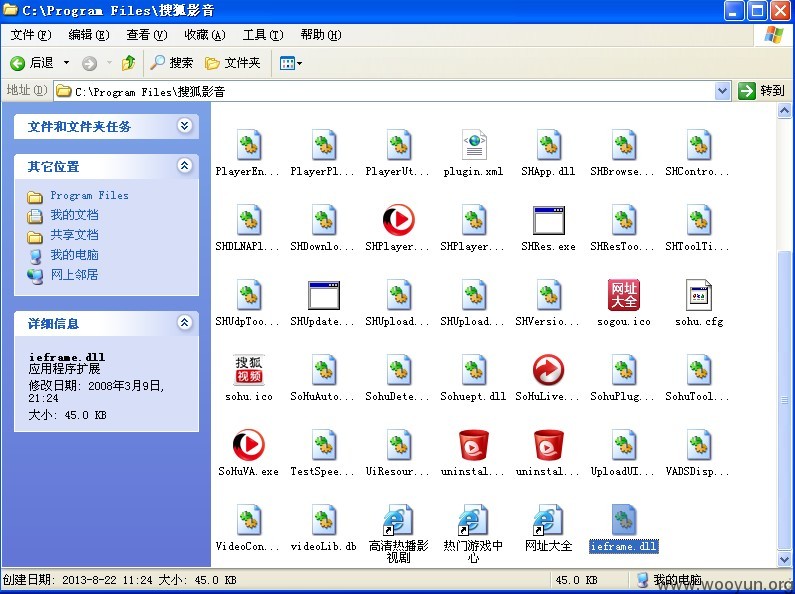 C:\Program Files\搜狐影音
文件(F) 编辑(E) 查看(V) 收藏(A) 工具(T) 帮助(H)
后退 搜索 文件夹
地址(D) C:\Program Files\搜狐影音 转到
文件和文件夹任务
其它位置
Program Files
我的文档
共享文档
我的电脑
网上邻居
详细信息
ieframe.dll
应用程序扩展
修改日期: 2008年3月9日,
21:24
大小: 45.0 KB
PlayerEn... PlayerPl... PlayerUt... plugin.xml SHApp.dll SHBrowse... SHContro...
SHDLNAPl... SHDownlo... SHPlayer... SHPlayer... SHRes.exe SHResToo... SHToolTi...
网址
大全
SHUdpToo... SHUpdate... SHUpload... SHUpload... SHVersio... sogou.ico sohu.cfg
搜狐
视频
sohu.ico SoHuAuto... SohuDete... Sohuept.dll SoHuLive... SohuPlug... SohuTool...
SoHuVA.exe TestSpee... UiResour... uninstal... uninstal... UploadUI... VADSDisp...
VideoCon... videoLib.db 高清热播影 热门游戏中 网址大全 ieframe.dll
视剧 心
创建日期: 2013-8-22 11:24 大小: 45.0 KB 45.0 KB 我的电脑
www.wooyun.org